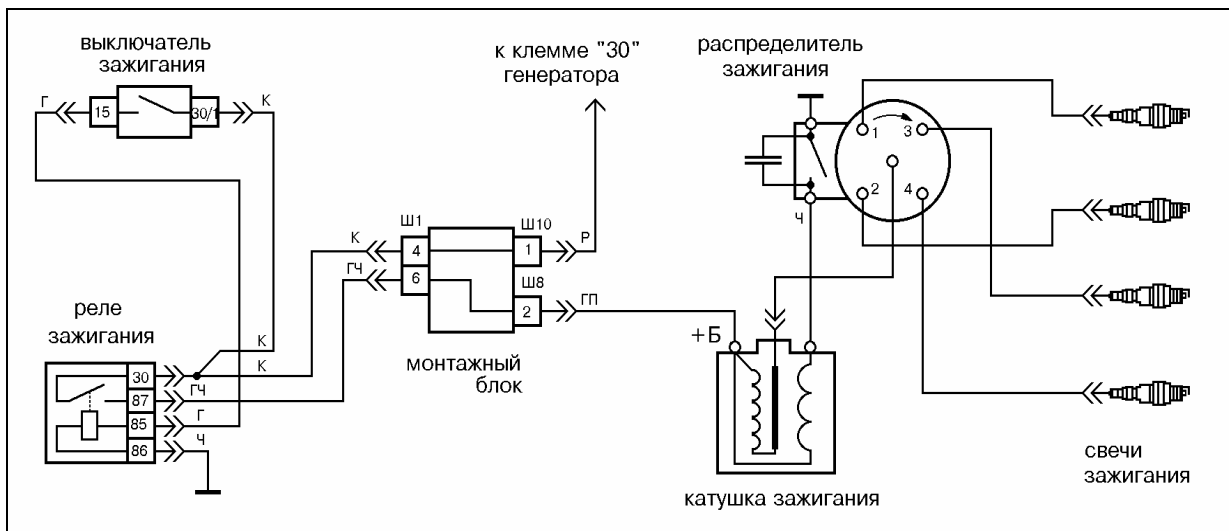 выключатель
зажигания
Г
15
30/1
К
к клемме "30"
генератора
распределитель
зажигания
1
3
2
4
Ч
К
ГЧ
Ш1
4
6
Ш10
1
Р
Ш8
2
ГП
монтажный
блок
реле
зажигания
К
К
30
ГЧ
87
Г
85
Ч
86
+Б
катушка зажигания
свечи
зажигания